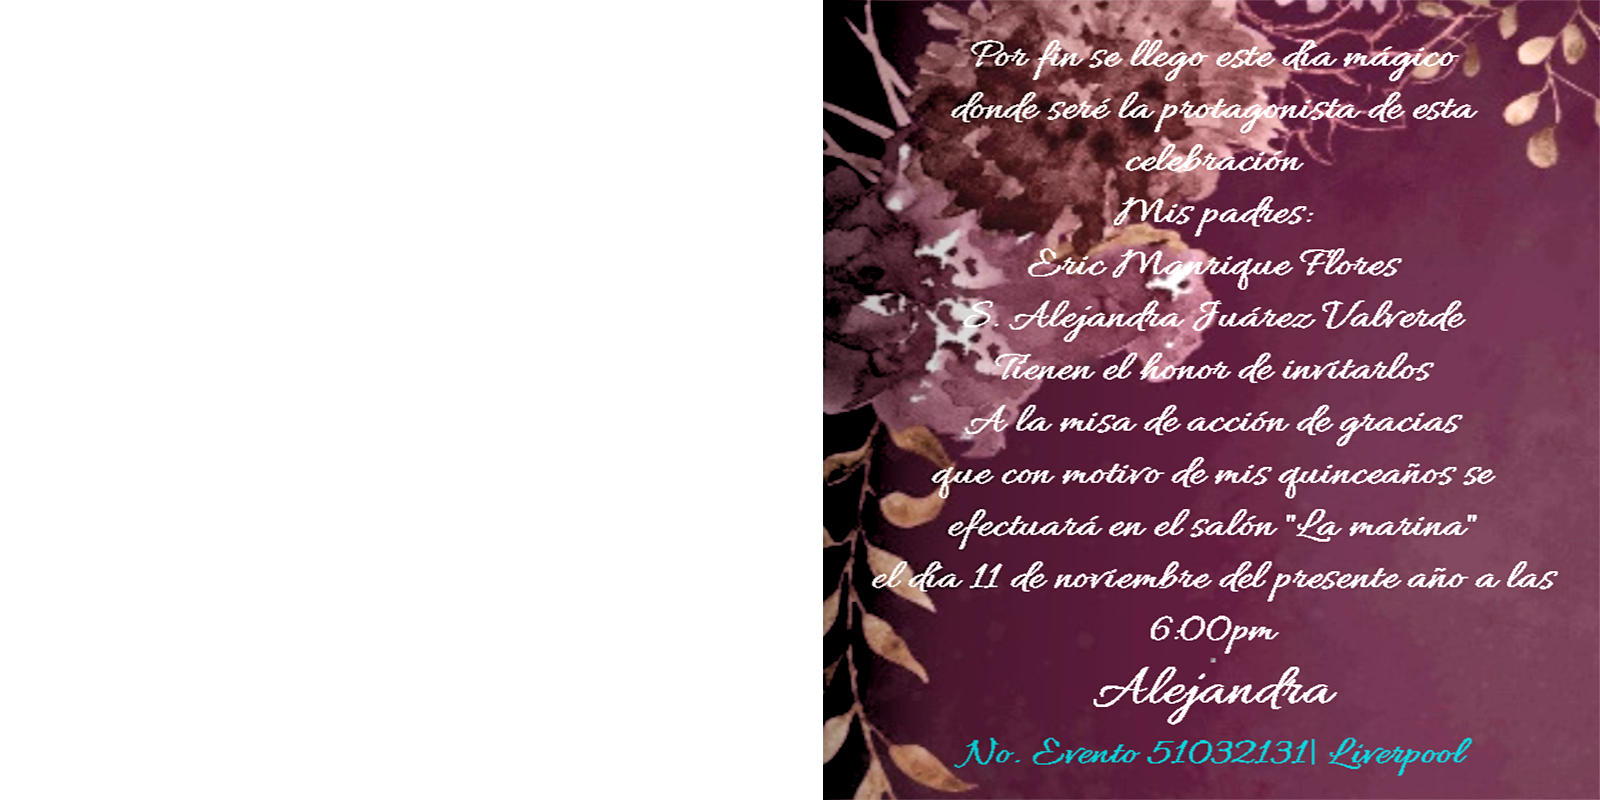 Por fin se llego este día mágico
donde seré la protagonista de esta
celebración
Mis padres:
Eric Manrique Flores
S. Alejandra Juárez Valverde
Tienen el honor de invitarlos
A la misa de acción de gracias
que con motivo de mis quinceaños se
efectuará en el salón "La marina"
el día 11 de noviembre del presente año a las
6:00pm
Alejandra
No. Evento 51032131| Liverpool